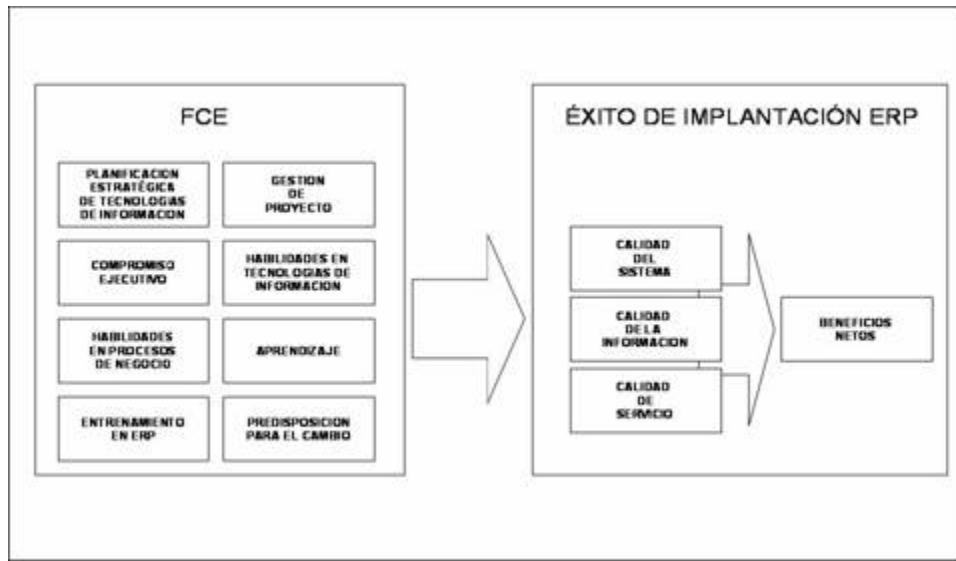 FCE
PLANIFICACION
ESTRATÉGICA
DE TECNOLOGIAS
DE INFORMACION
GESTION
DE
PROYECTO
COMPROMISO
EJECUTIVO
HABILIDADES EN
TECNOLOGIAS DE
INFORMACION
HABILIDADES
EN PROCESOS
DE NEGOCIO
APRENDIZAJE
ENTRENAMIENTO
EN ERP
PREDISPOSICION
PARA EL CAMBIO
ÉXITO DE IMPLANTACIÓN ERP
CALIDAD
DEL
SISTEMA
CALIDAD
DE LA
INFORMACION
CALIDAD
DE
SERVICIO
BENEFICIOS
NETOS